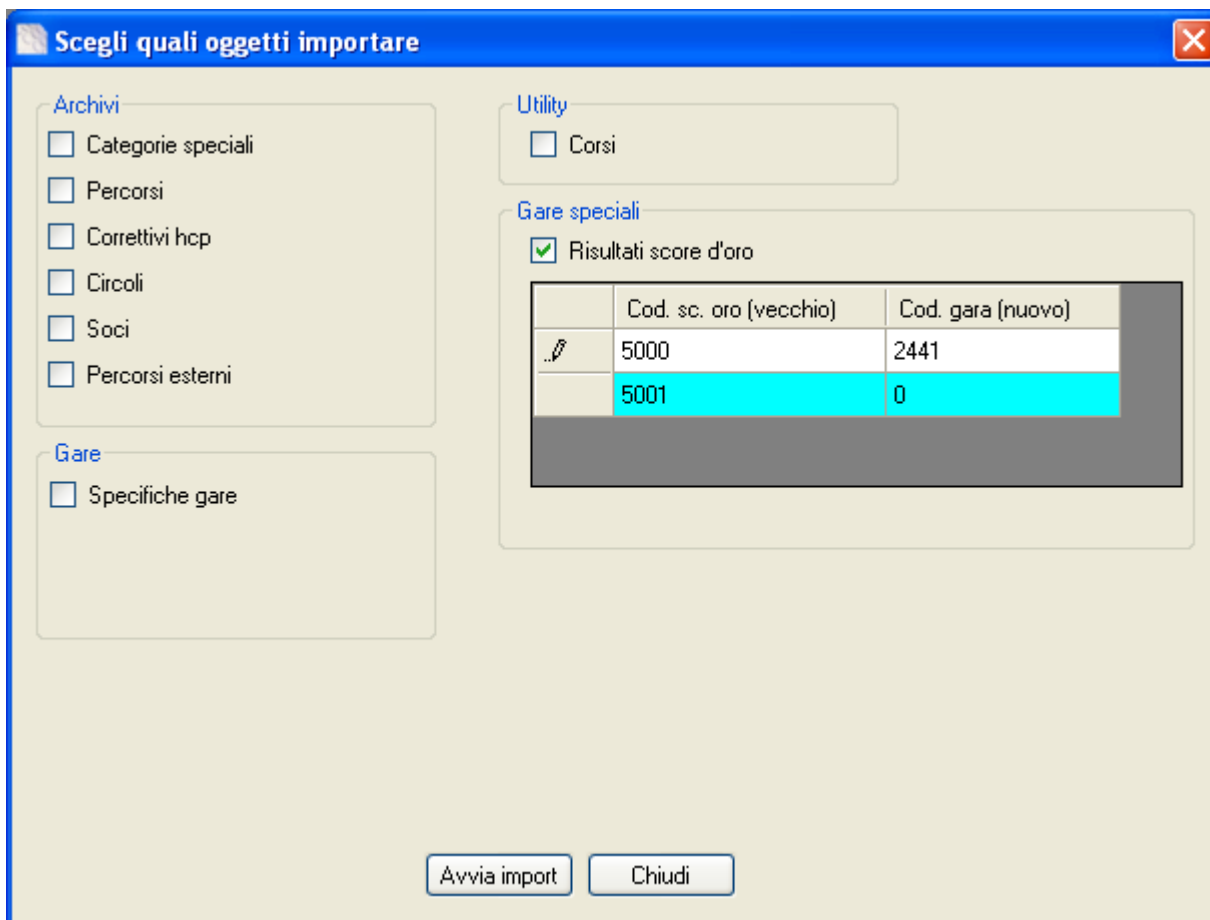 Scegli quali oggetti importare
Archivi
Categorie speciali
Percorsi
Correttivi hcp
Circoli
Soci
Percorsi esterni
Gare
Specifiche gare
Utility
Corsi
Gare speciali
Risultati score d'oro
Cod. sc. oro (vecchio) Cod. gara (nuovo)
5000 2441
5001 0
Avvia import Chiudi